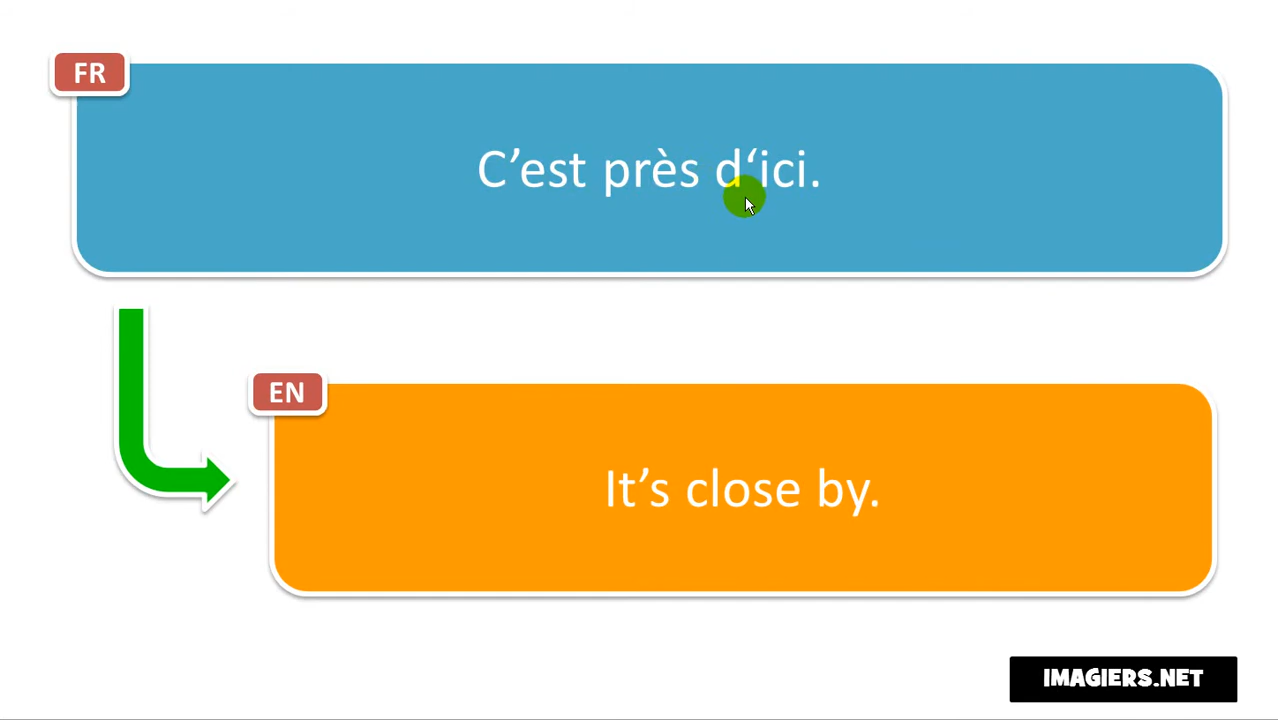 FR
C’est près d‘ici.
EN
It’s close by.
IMAGIERS.NET